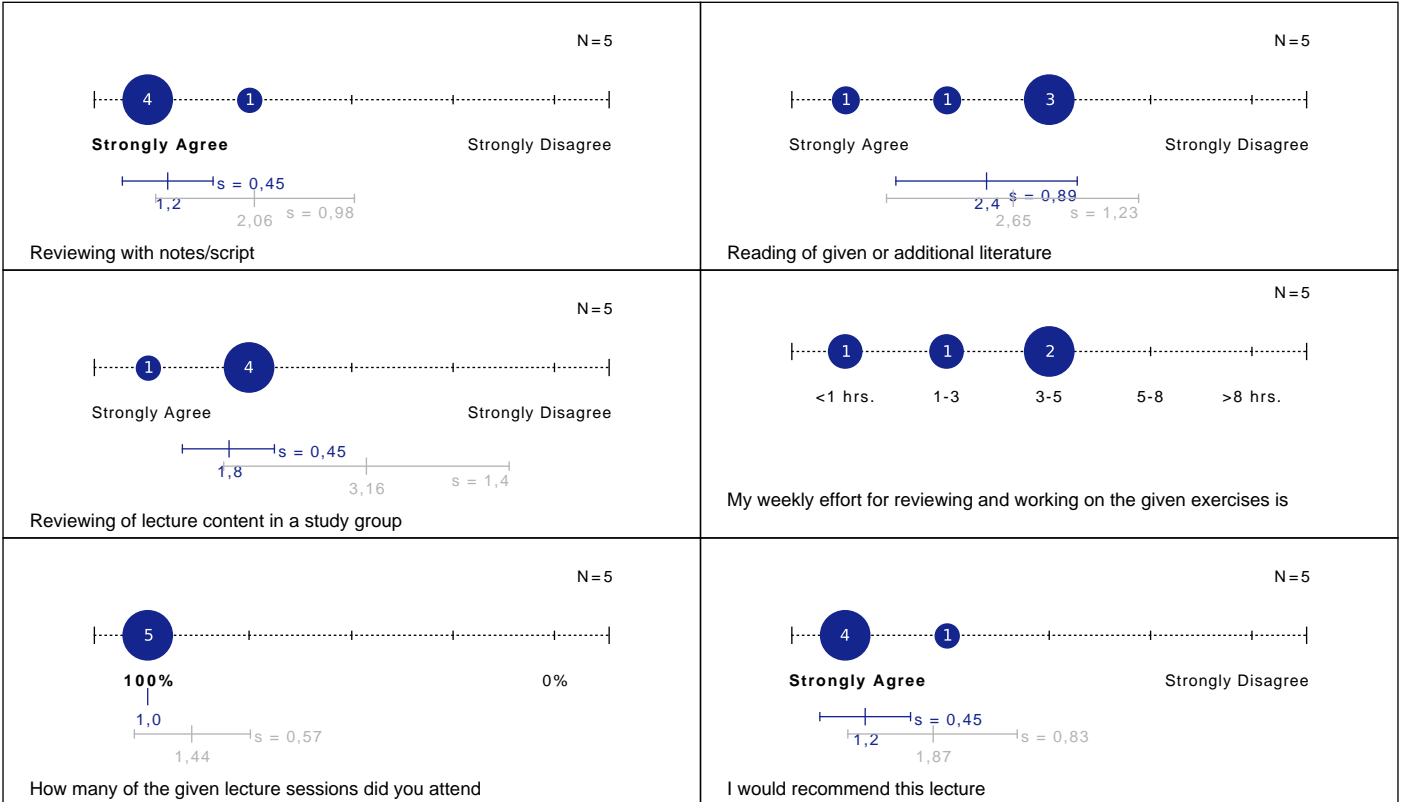 N=5
4 1
Strongly Agree Strongly Disagree
s = 0,45
1,2
s = 0,98
2,06
Reviewing with notes/script
N=5
1 1 3
Strongly Agree Strongly Disagree
s = 0,89
2,4
s = 1,23
2,65
Reading of given or additional literature
N=5
1 4
Strongly Agree Strongly Disagree
s = 0,45
1,8
s = 1,4
3,16
Reviewing of lecture content in a study group
N=5
1 1 2
<1 hrs. 1-3 3-5 5-8 >8 hrs.
My weekly effort for reviewing and working on the given exercises is
N=5
5
100% 0%
1,0
s = 0,57
1,44
How many of the given lecture sessions did you attend
N=5
4 1
Strongly Agree Strongly Disagree
s = 0,45
1,2
s = 0,83
1,87
I would recommend this lecture